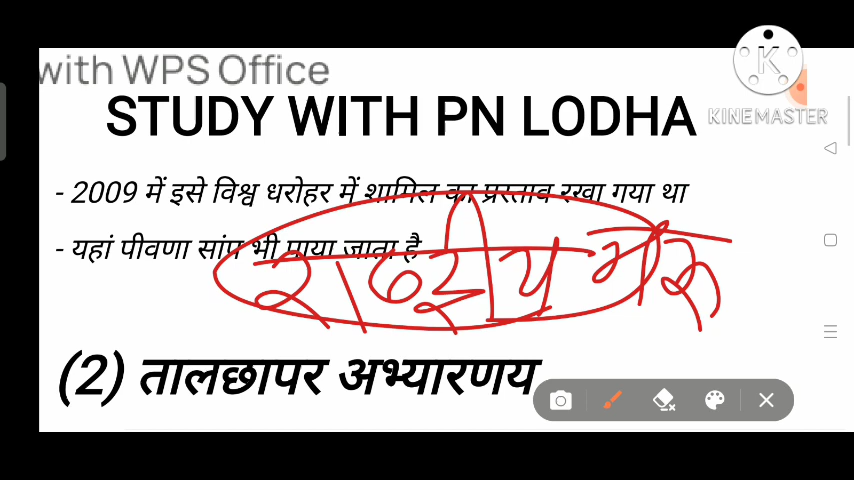 with WPS Office
KINEMASTER
STUDY WITH PN LODHA
- 2009 में इसे विश्व धरोहर में शामिल का प्रस्ताव रखा गया था
- यहां पीवणा सांप भी पाया जाता है
राष्ट्रीय मरु
(2) तालछापर अभ्यारणय